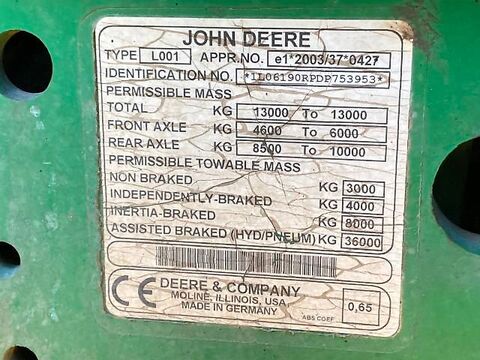 JOHN DEERE
TYPE L001 APPR.NO. e1*2003/37*0427
IDENTIFICATION NO. *1L06190RPDP753953*
PERMISSIBLE MASS
TOTAL KG 13000 To 13000
FRONT AXLE KG 4600 To 6000
REAR AXLE KG 8500 To 10000
PERMISSIBLE TOWABLE MASS
NON BRAKED KG 3000
INDEPENDENTLY-BRAKED KG 4000
INERTIA-BRAKED KG 8000
ASSISTED BRAKED (HYD/PNEUM) KG 36000
CE DEERE & COMPANY
MOLINE, ILLINOIS, USA
MADE IN GERMANY
0,65
ABS COEF